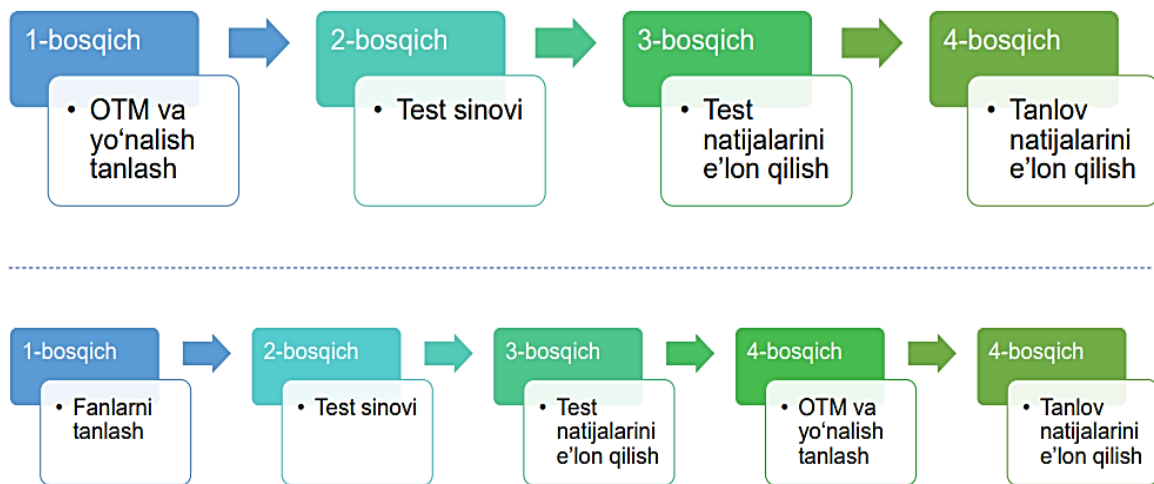 1-bosqich
• OTM va
yo‘nalish
tanlash
2-bosqich
• Test sinovi
3-bosqich
• Test
natijalarini
e’lon qilish
4-bosqich
• Tanlov
natijalarini
e’lon qilish
1-bosqich
• Fanlarni
tanlash
2-bosqich
• Test sinovi
3-bosqich
• Test
natijalarini
e’lon qilish
4-bosqich
• OTM va
yo‘nalish
tanlash
4-bosqich
• Tanlov
natijalarini
e’lon qilish